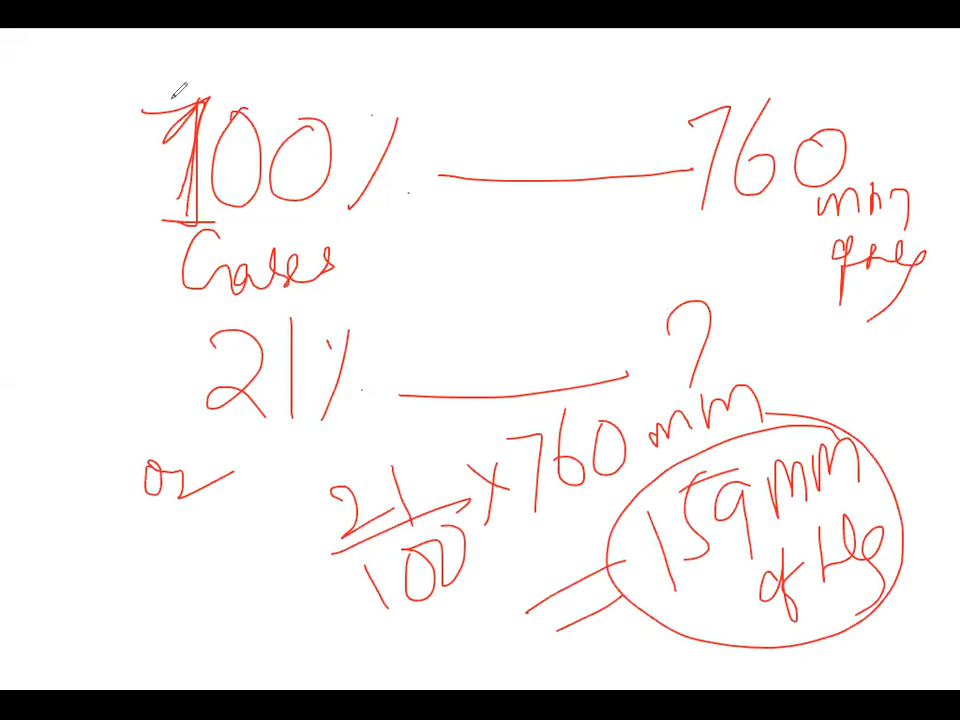 100% 760
mm
of Hg
Gases
21% ?
or 21/100 × 760 mm
= 159 mm
of Hg